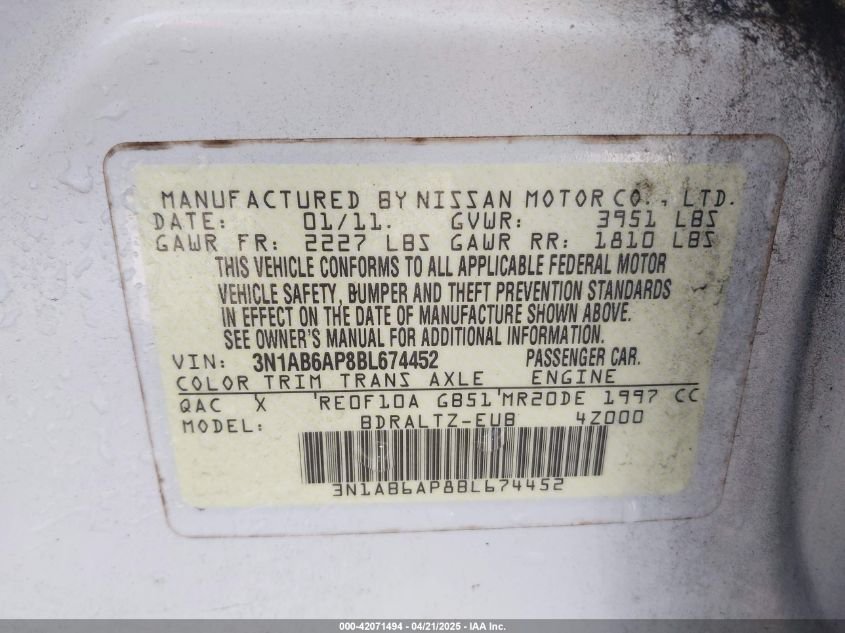 MANUFACTURED BY NISSAN MOTOR CO., LTD.
DATE: 01/11. GVWR: 3951 LBS
GAWR FR: 2227 LBS GAWR RR: 1810 LBS
THIS VEHICLE CONFORMS TO ALL APPLICABLE FEDERAL MOTOR
VEHICLE SAFETY, BUMPER AND THEFT PREVENTION STANDARDS
IN EFFECT ON THE DATE OF MANUFACTURE SHOWN ABOVE.
SEE OWNER'S MANUAL FOR ADDITIONAL INFORMATION.
VIN: 3N1AB6AP8BL674452 PASSENGER CAR.
COLOR TRIM TRANS AXLE ENGINE
QAC X RE0F10A GB51 MR20DE 1997 CC
MODEL: BDRALTZ-EUB 4Z000
3N1AB6AP8BL674452
000-42071494 - 04/21/2025 - IAA Inc.